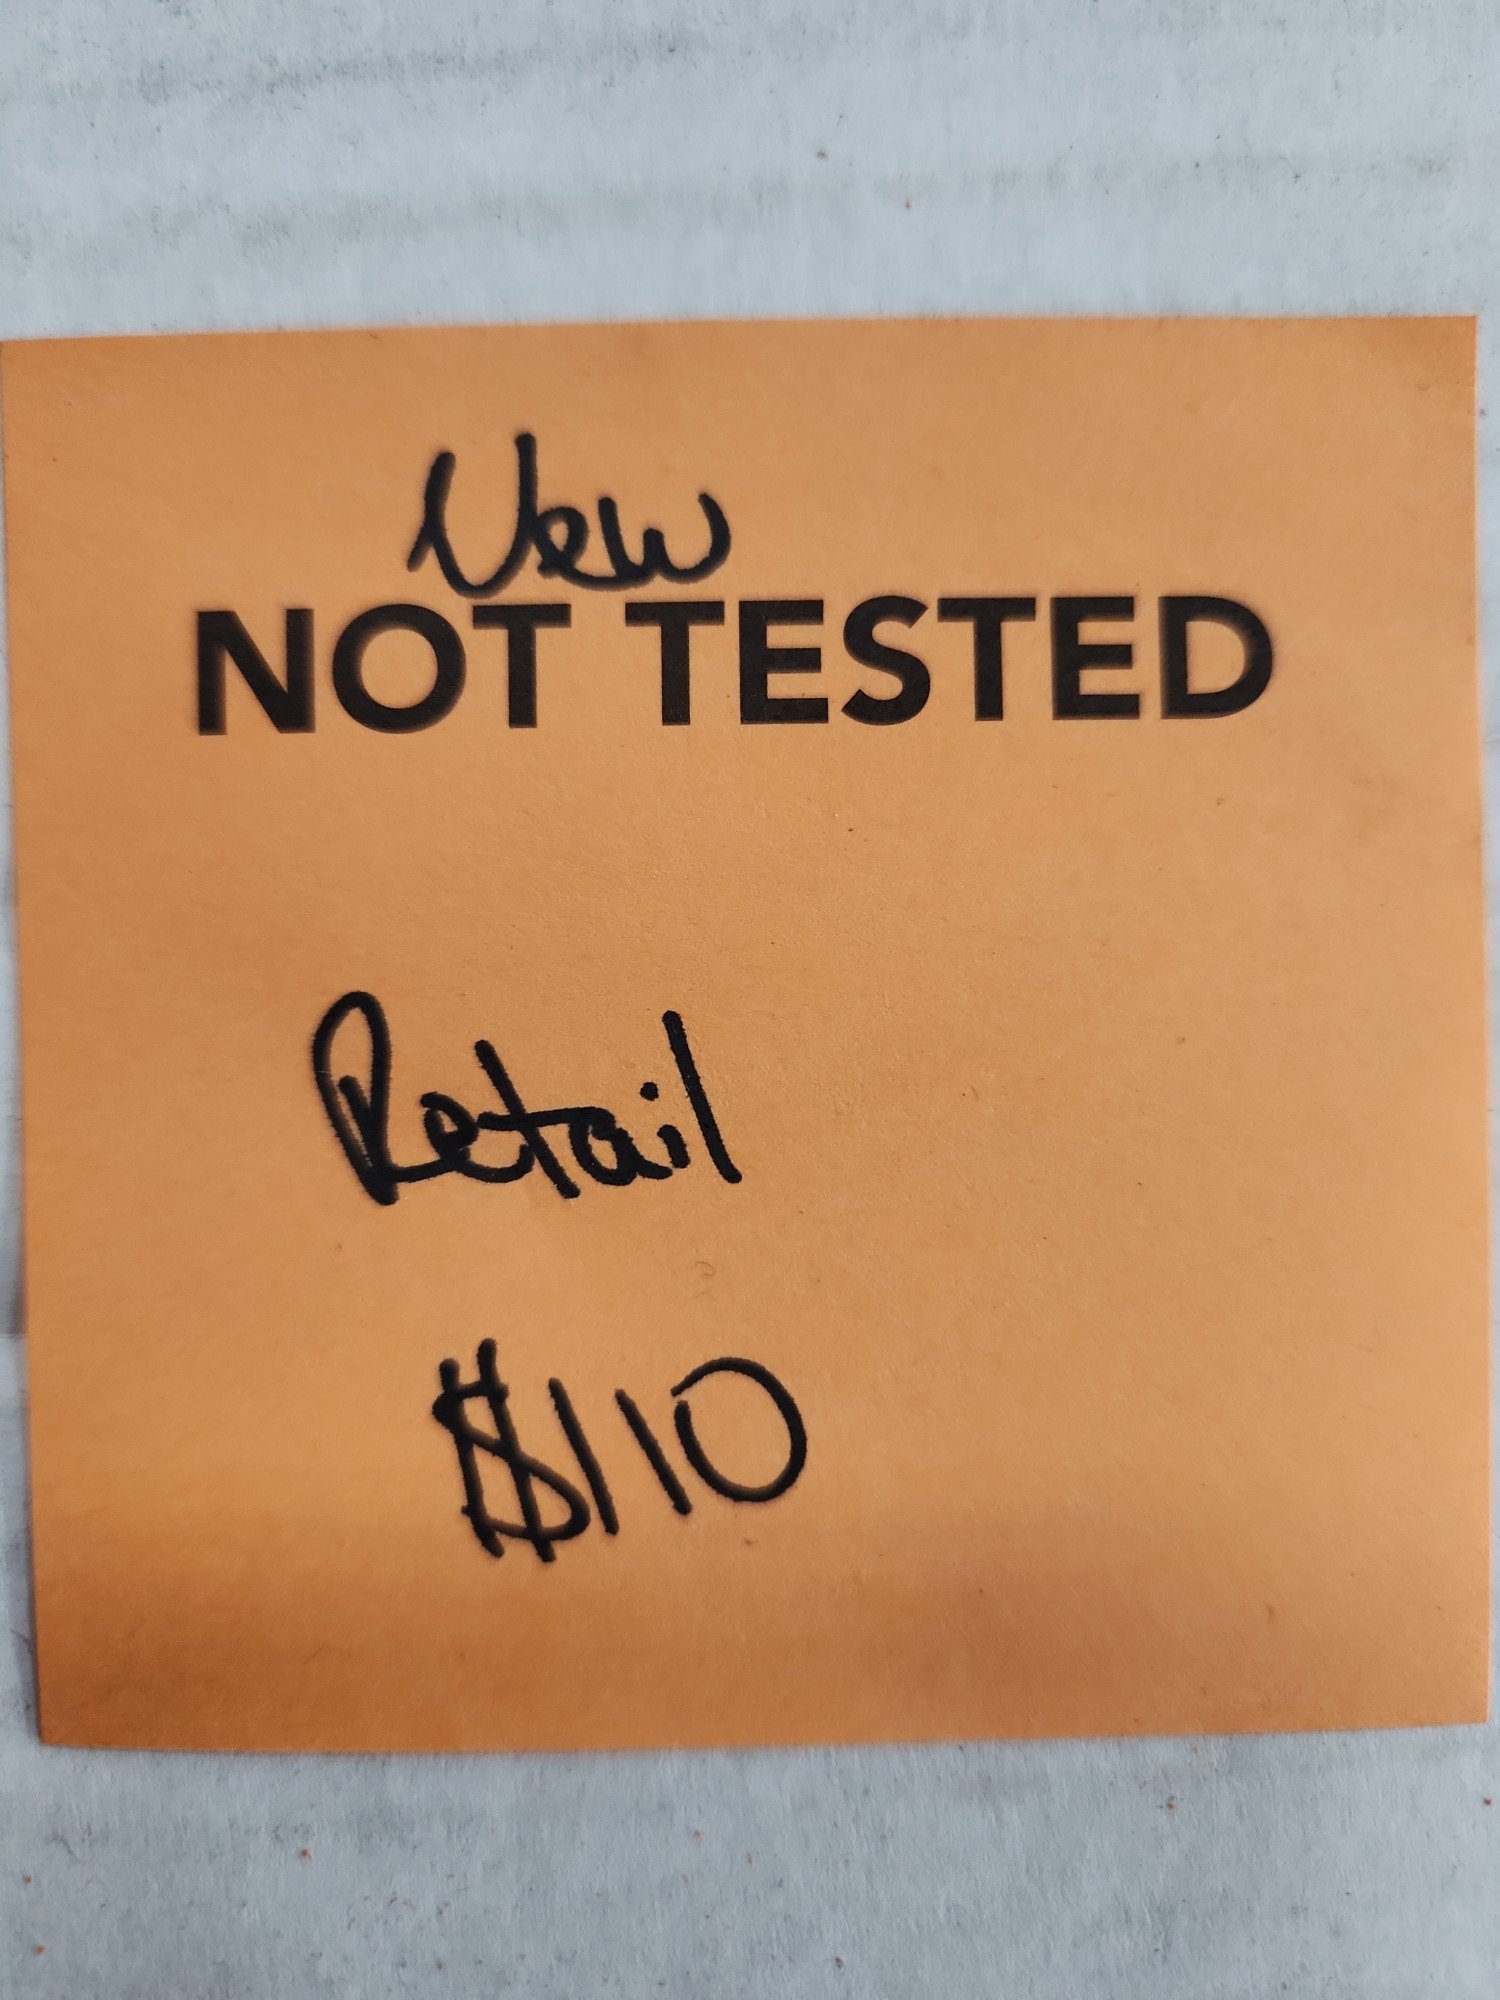 New
NOT TESTED
Retail
$110